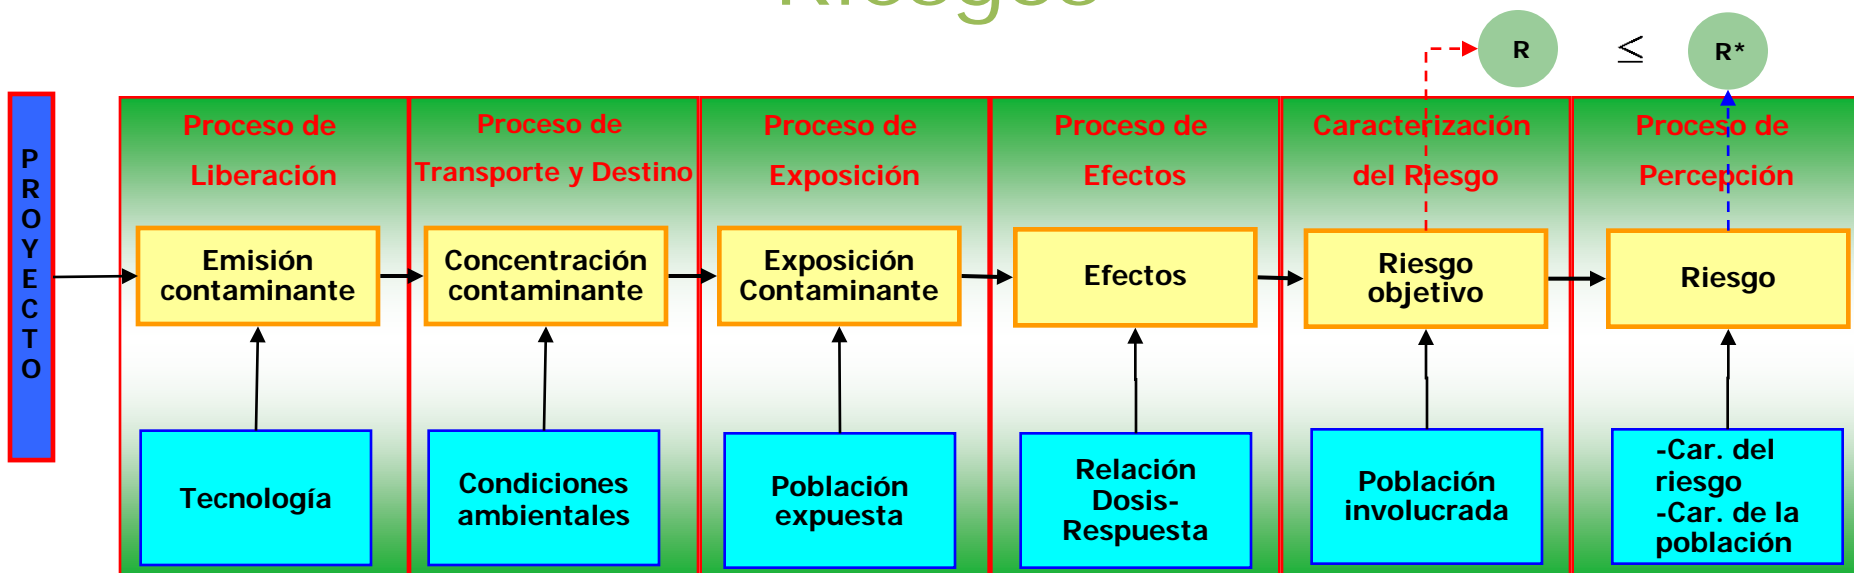 Riesgos
R ≤ R*
PROYECTO
Proceso de
Liberación
Emisión
contaminante
Tecnología
Proceso de
Transporte y Destino
Concentración
contaminante
Condiciones
ambientales
Proceso de
Exposición
Exposición
Contaminante
Población
expuesta
Proceso de
Efectos
Efectos
Relación
Dosis-
Respuesta
Caracterización
del Riesgo
Riesgo
objetivo
Población
involucrada
Proceso de
Percepción
Riesgo
-Car. del
riesgo
-Car. de la
población